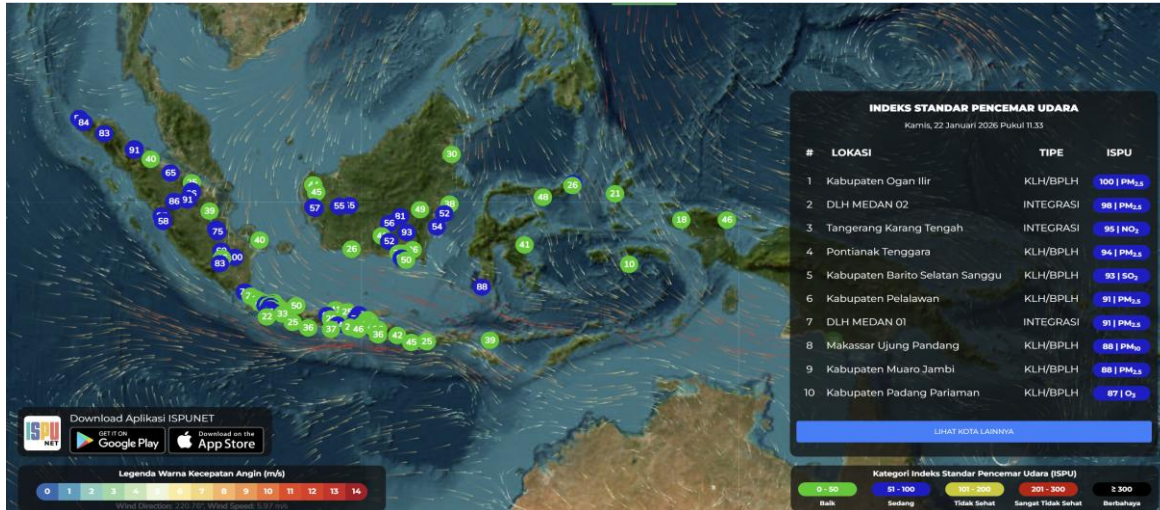 INDEKS STANDAR PENCEMAR UDARA
Kamis, 22 Januari 2026 Pukul 11.33
# LOKASI TIPE ISPU
1 Kabupaten Ogan Ilir KLH/BPLH 100 | PM2.5
2 DLH MEDAN 02 INTEGRASI 98 | PM2.5
3 Tangerang Karang Tengah INTEGRASI 95 | NO2
4 Pontianak Tenggara KLH/BPLH 94 | PM2.5
5 Kabupaten Barito Selatan Sanggu KLH/BPLH 93 | SO2
6 Kabupaten Pelalawan KLH/BPLH 91 | PM2.5
7 DLH MEDAN 01 INTEGRASI 91 | PM2.5
8 Makassar Ujung Pandang KLH/BPLH 88 | PM10
9 Kabupaten Muaro Jambi KLH/BPLH 88 | PM2.5
10 Kabupaten Padang Pariaman KLH/BPLH 87 | O3
LIHAT KOTA LAINNYA
84
83
91
40
65
86
91
39
58
75
40
83
30
45
57
55
49
52
81
56
54
93
52
26
50
48
26
21
18
46
41
10
88
50
22
33
25
36
37
46
36
42
45
25
39
ISPU NET
Download Aplikasi ISPUNET
GET IT ON Google Play
Download on the App Store
Legenda Warna Kecepatan Angin (m/s)
0 1 2 3 4 5 6 7 8 9 10 11 12 13 14
Kategori Indeks Standar Pencemar Udara (ISPU)
0 - 50 51 - 100 101 - 200 201 - 300 ≥ 300
Baik Sedang Tidak Sehat Sangat Tidak Sehat Berbahaya